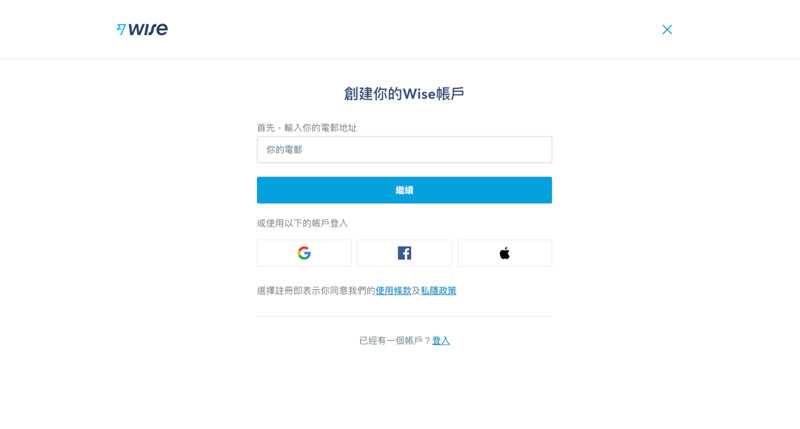 wise
創建你的Wise帳戶
首先，輸入你的電郵地址
你的電郵
繼續
或使用以下的帳戶登入
選擇註冊即表示你同意我們的使用條款及私隱政策
已經有一個帳戶？登入